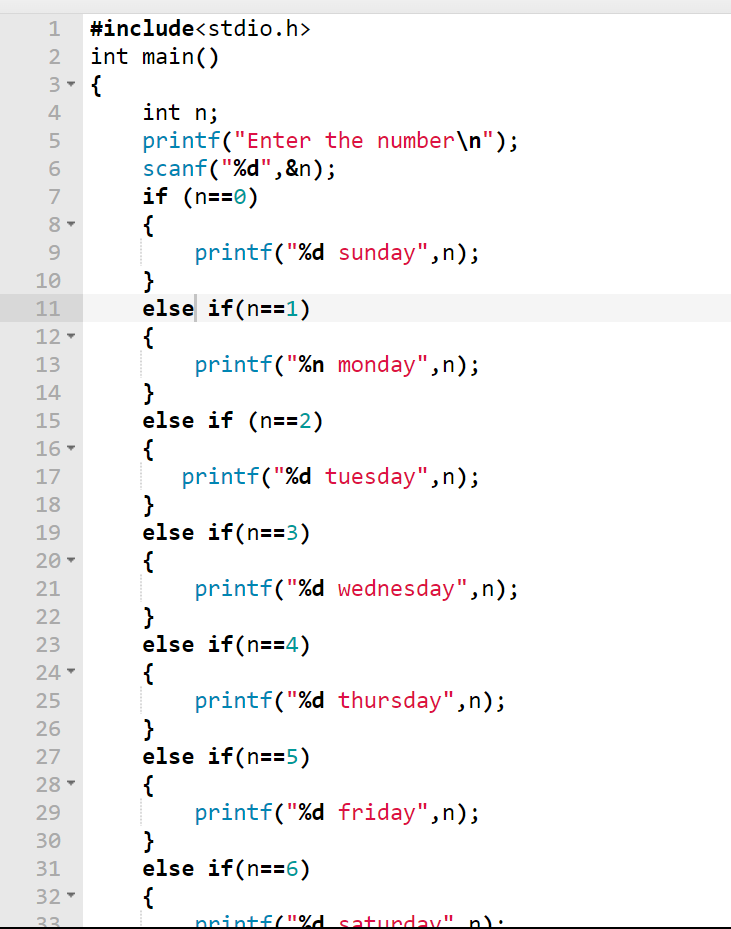 1 #include<stdio.h>
2 int main()
3 {
4     int n;
5     printf("Enter the number\n");
6     scanf("%d",&n);
7     if (n==0)
8     {
9         printf("%d sunday",n);
10     }
11     else if(n==1)
12     {
13         printf("%n monday",n);
14     }
15     else if (n==2)
16     {
17        printf("%d tuesday",n);
18     }
19     else if(n==3)
20     {
21         printf("%d wednesday",n);
22     }
23     else if(n==4)
24     {
25         printf("%d thursday",n);
26     }
27     else if(n==5)
28     {
29         printf("%d friday",n);
30     }
31     else if(n==6)
32     {
33         printf("%d saturday",n);